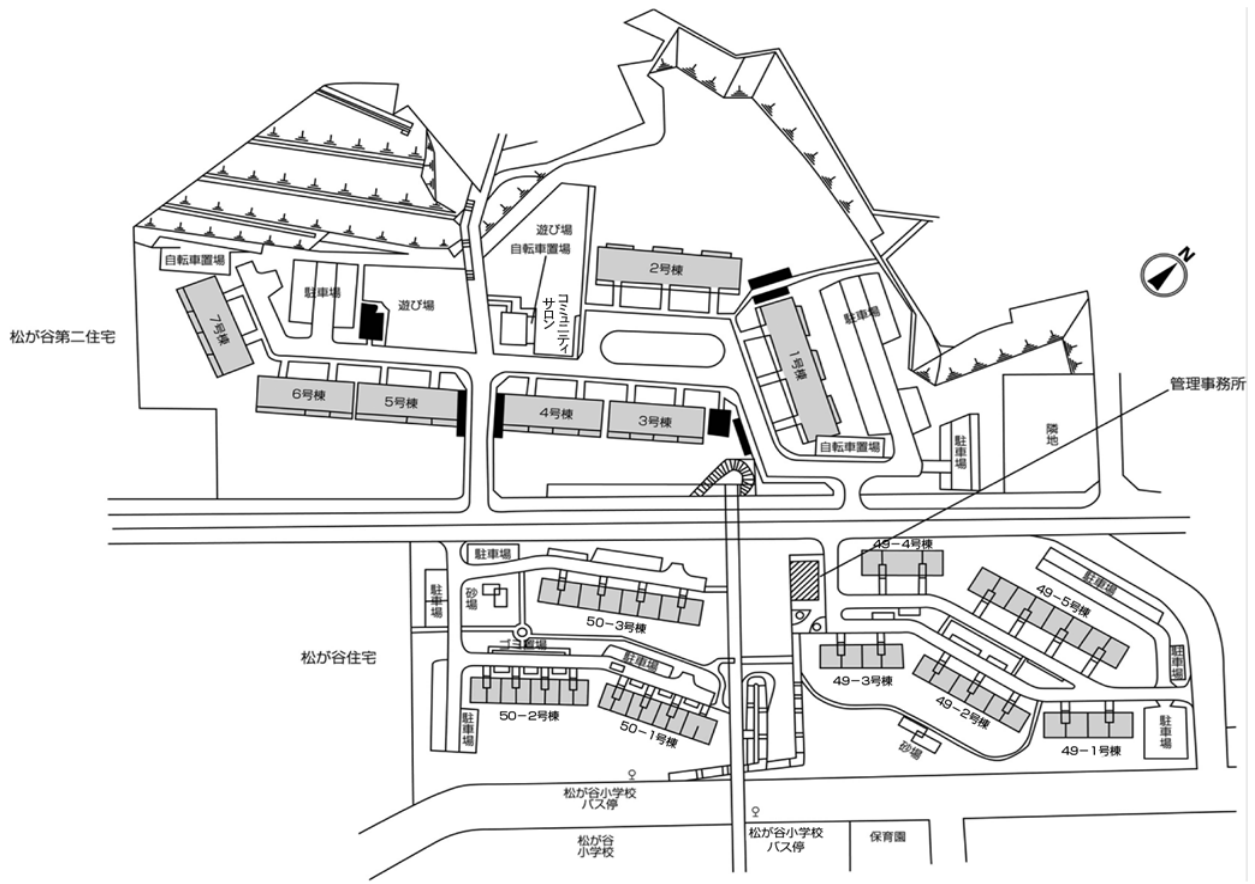 N
遊び場
自転車置場
コミュニティ
サロン
2号棟
自転車置場
駐車場
遊び場
駐車場
7号棟
1号棟
松が谷第二住宅
管理事務所
6号棟
5号棟
4号棟
3号棟
自転車置場
駐車場
隣地
駐車場
49-4号棟
駐車場
駐車場
砂場
49-5号棟
50-3号棟
ゴミ置場
松が谷住宅
駐車場
49-3号棟
駐車場
49-2号棟
50-2号棟
50-1号棟
駐車場
砂場
49-1号棟
駐車場
松が谷小学校
バス停
松が谷小学校
バス停
松が谷
小学校
保育園